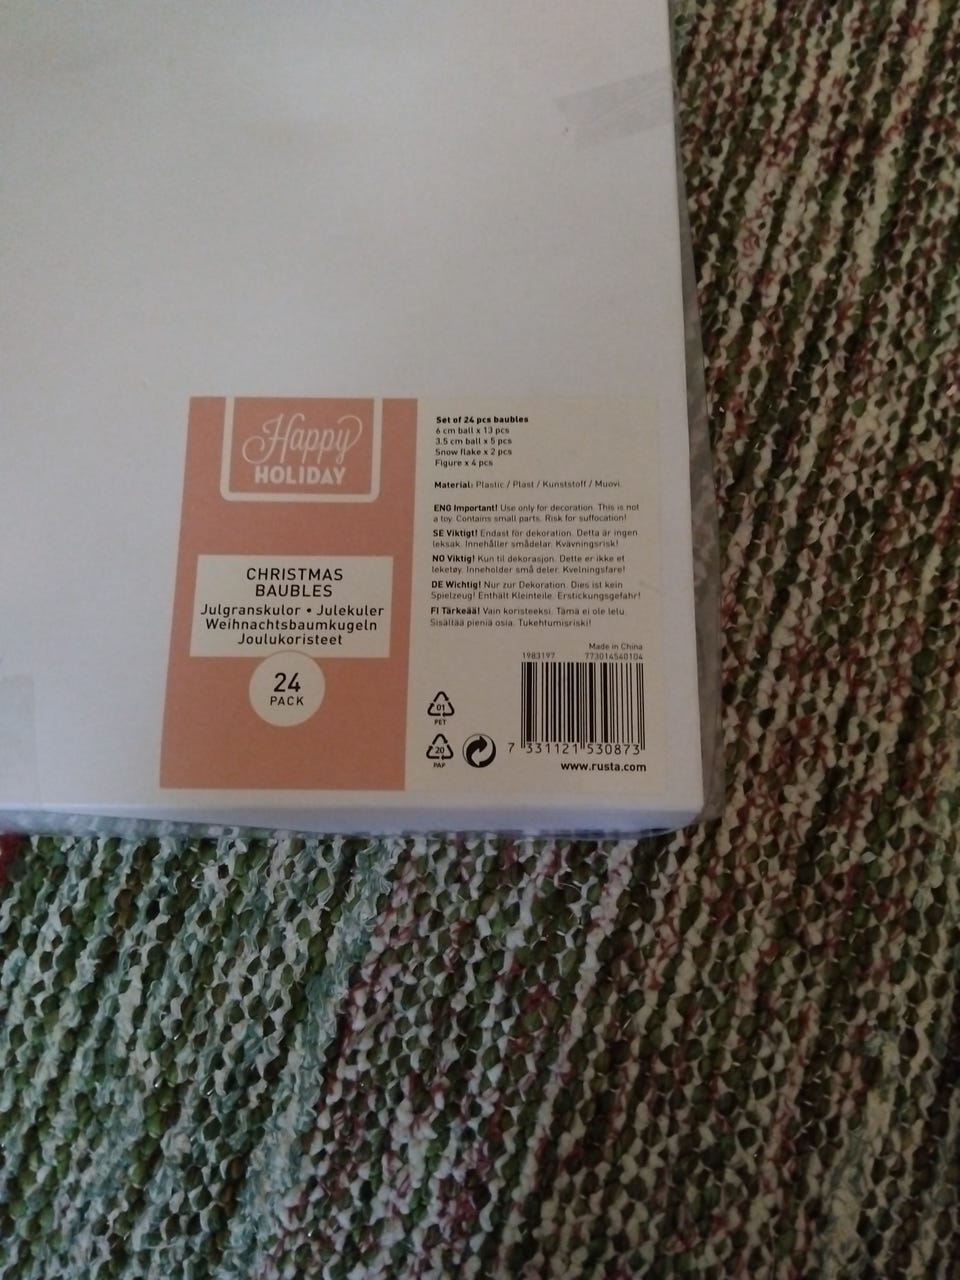 Happy
HOLIDAY
CHRISTMAS
BAUBLES
Julgranskulor • Julekuler
Weihnachtsbaumkugeln
Joulukoristeet
24
PACK
Set of 24 pcs baubles
6 cm ball x 13 pcs
3.5 cm ball x 5 pcs
Snow flake x 2 pcs
Figure x 4 pcs
Material: Plastic / Plast / Kunststoff / Muovi.
ENG Important! Use only for decoration. This is not
a toy. Contains small parts. Risk for suffocation!
SE Viktigt! Endast för dekoration. Detta är ingen
leksak. Innehåller smådelar. Kvävningsrisk!
NO Viktig! Kun til dekorasjon. Dette er ikke et
leketøy. Inneholder små deler. Kvelningsfare!
DE Wichtig! Nur zur Dekoration. Dies ist kein
Spielzeug! Enthält Kleinteile. Erstickungsgefahr!
FI Tärkeää! Vain koristeeksi. Tämä ei ole lelu.
Sisältää pieniä osia. Tukehtumisriski!
Made in China
1983197 773014540104
01
PET
20
PAP
7 331121 530873
www.rusta.com